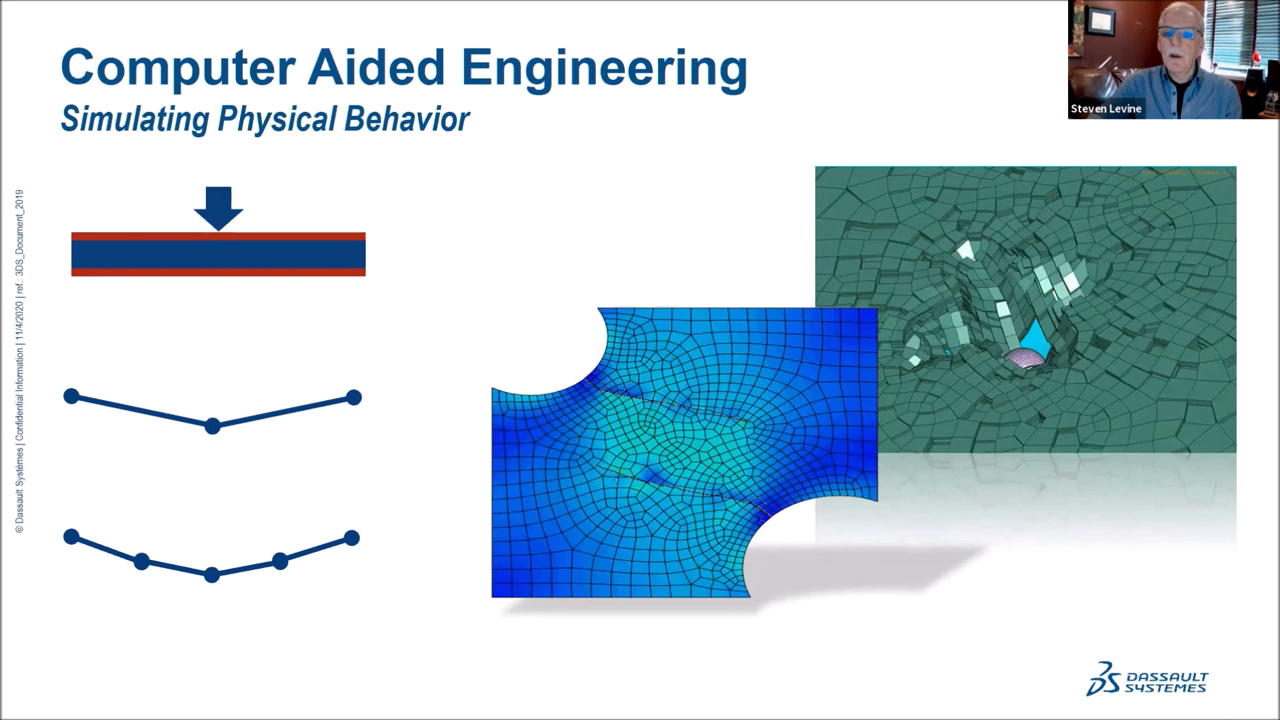 Computer Aided Engineering
Simulating Physical Behavior
Steven Levine
© Dassault Systèmes | Confidential Information | 11/4/2020 | ref.: 3DS_Document_2019
3DS DASSAULT
SYSTEMES